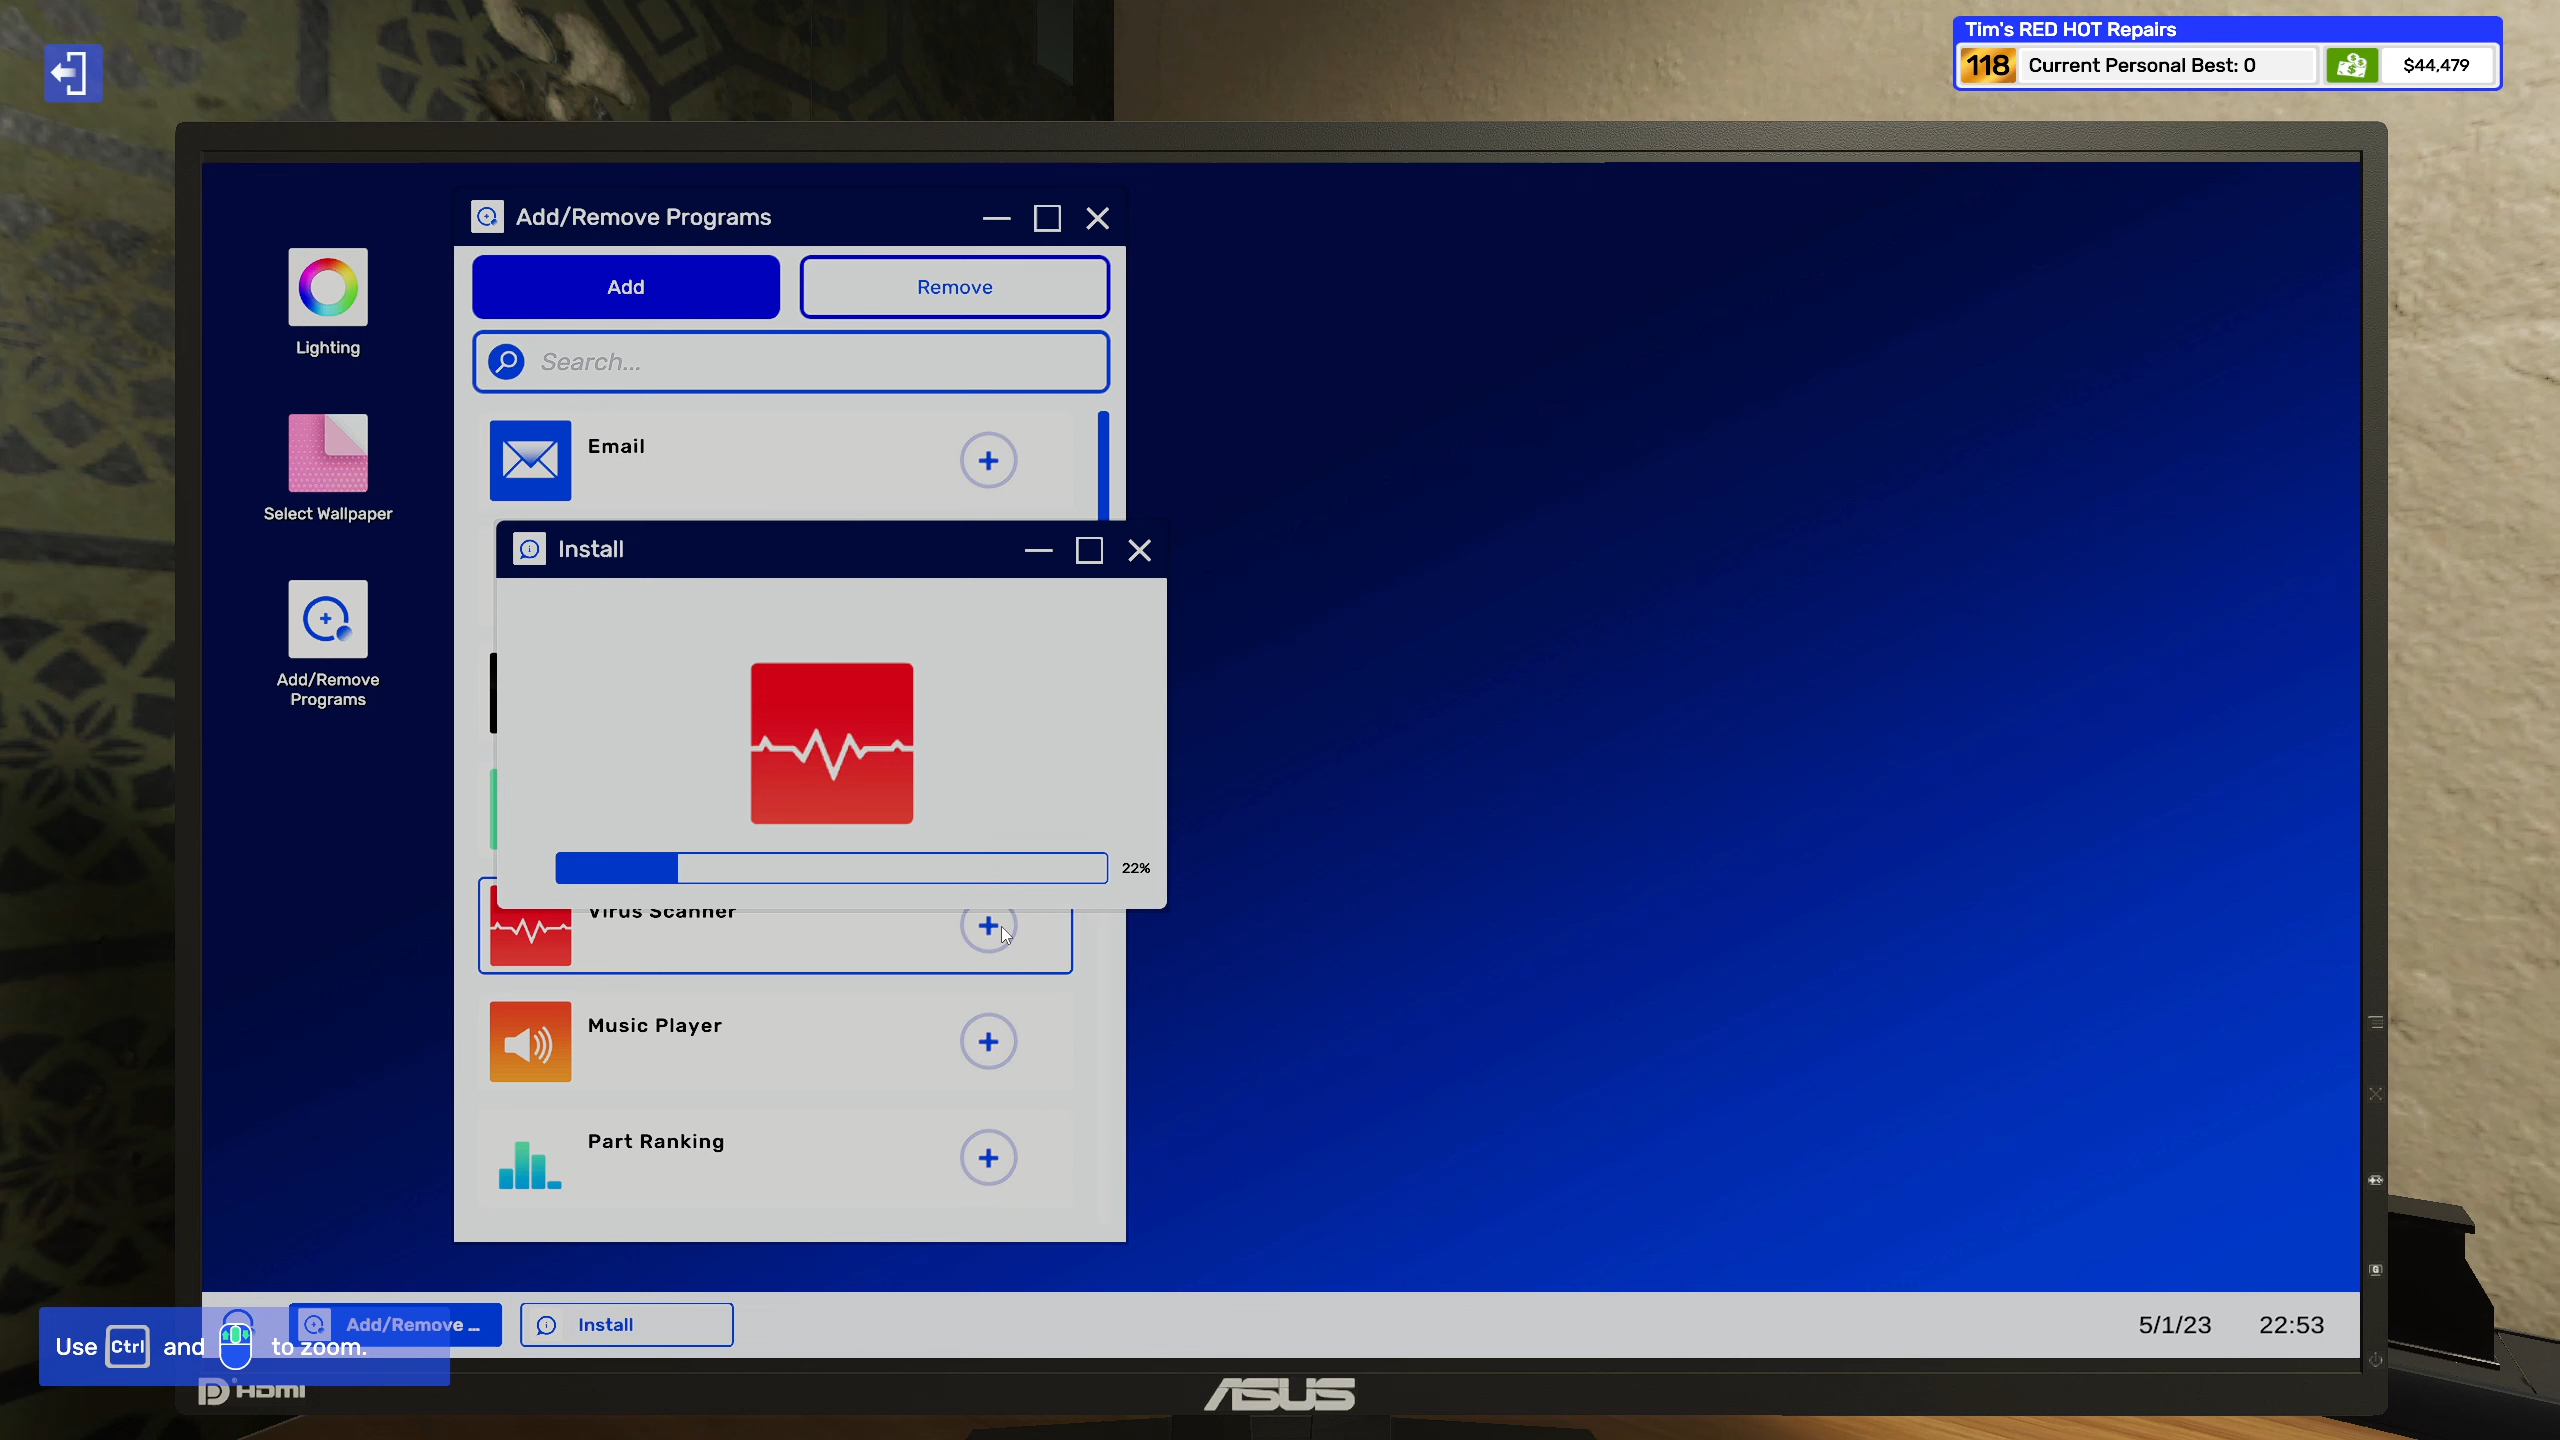 Tim's RED HOT Repairs
118
Current Personal Best: 0
$44,479
Add/Remove Programs
Add
Remove
Search...
Lighting
Email
Select Wallpaper
Install
Add/Remove
Programs
22%
Virus Scanner
Music Player
Part Ranking
Add/Remove ...
Install
5/1/23
22:53
Use Ctrl and to zoom.
HDMI
ASUS